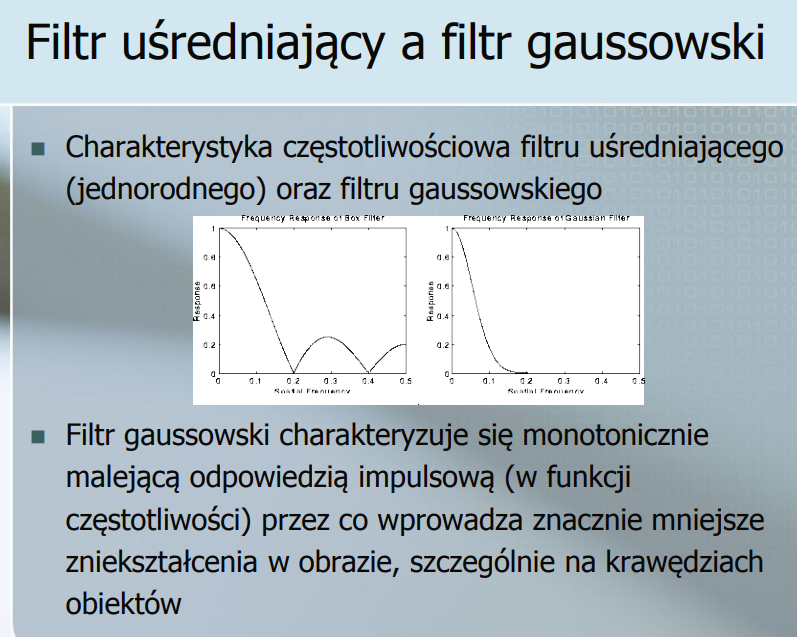 Filtr uśredniający a filtr gaussowski
Charakterystyka częstotliwościowa filtru uśredniającego
(jednorodnego) oraz filtru gaussowskiego
Frequency Response of Box Filter
Frequency Response of Gaussian Filter
1
0.8
0.6
0.4
0.2
0
Response
0 0.1 0.2 0.3 0.4 0.5
Spatial Frequency
1
0.8
0.6
0.4
0.2
0
Response
0 0.1 0.2 0.3 0.4 0.5
Spatial Frequency
Filtr gaussowski charakteryzuje się monotonicznie
malejącą odpowiedzią impulsową (w funkcji
częstotliwości) przez co wprowadza znacznie mniejsze
zniekształcenia w obrazie, szczególnie na krawędziach
obiektów